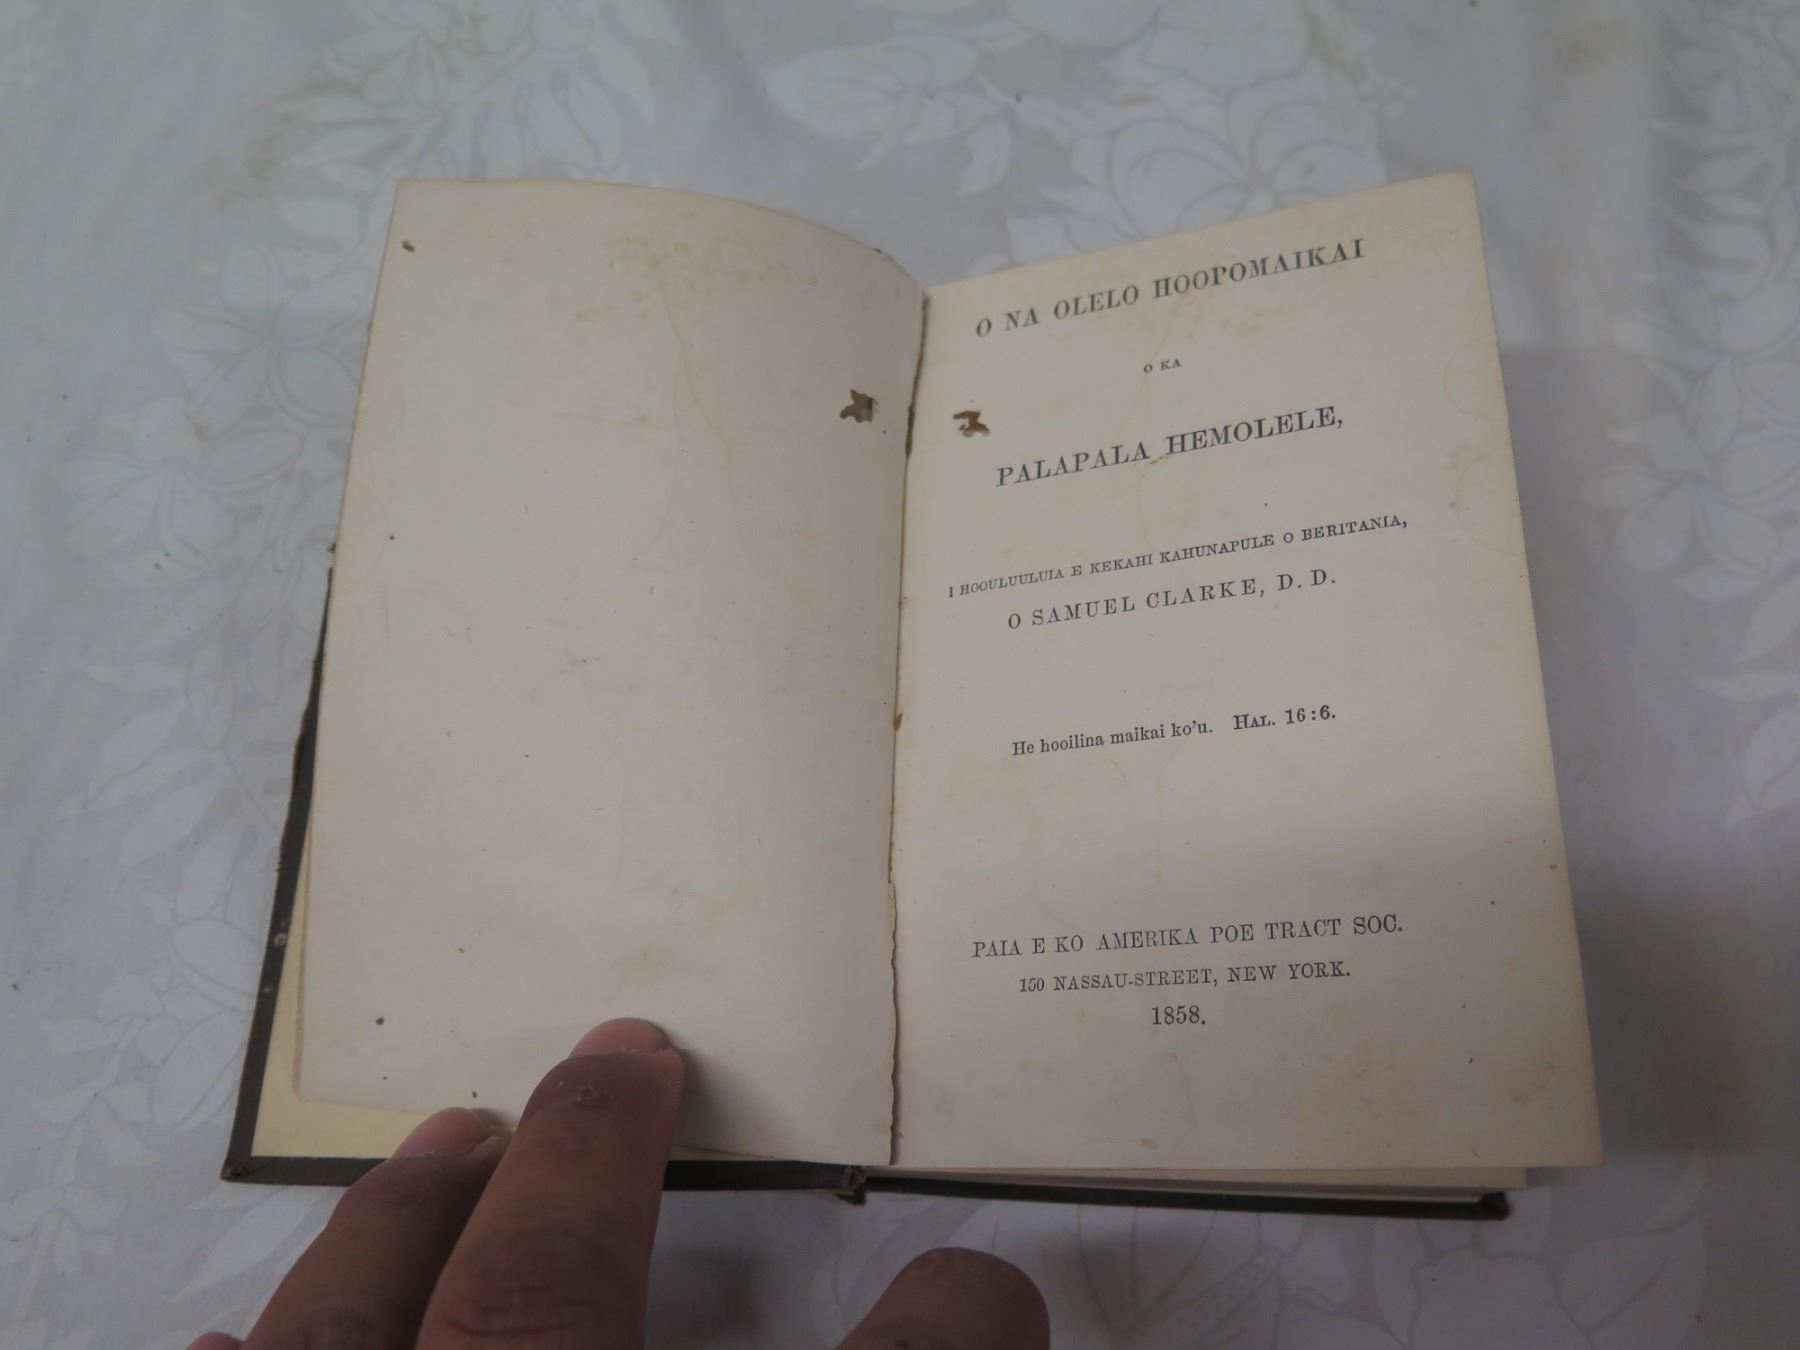 O NA OLELO HOOPOMAIKAI
O KA
PALAPALA HEMOLELE,
I HOOULUULUIA E KEKAHI KAHUNAPULE O BERITANIA,
O SAMUEL CLARKE, D. D.
He hooilina maikai ko'u. HAL. 16:6.
PAIA E KO AMERIKA POE TRACT SOC.
150 NASSAU-STREET, NEW YORK.
1858.